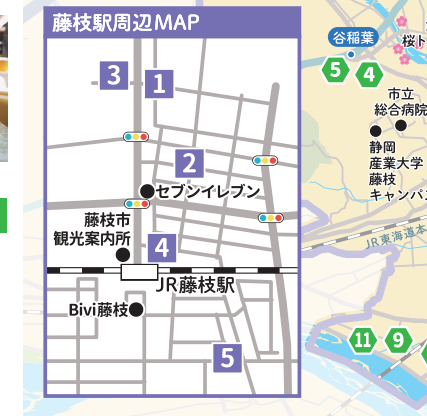 藤枝駅周辺MAP
3
1
2
セブンイレブン
藤枝市
観光案内所
4
JR藤枝駅
Bivi藤枝
5
谷稲葉
5
4
市立
総合病院
静岡
産業大学
藤枝
キャンパ
JR東海道本
11
9